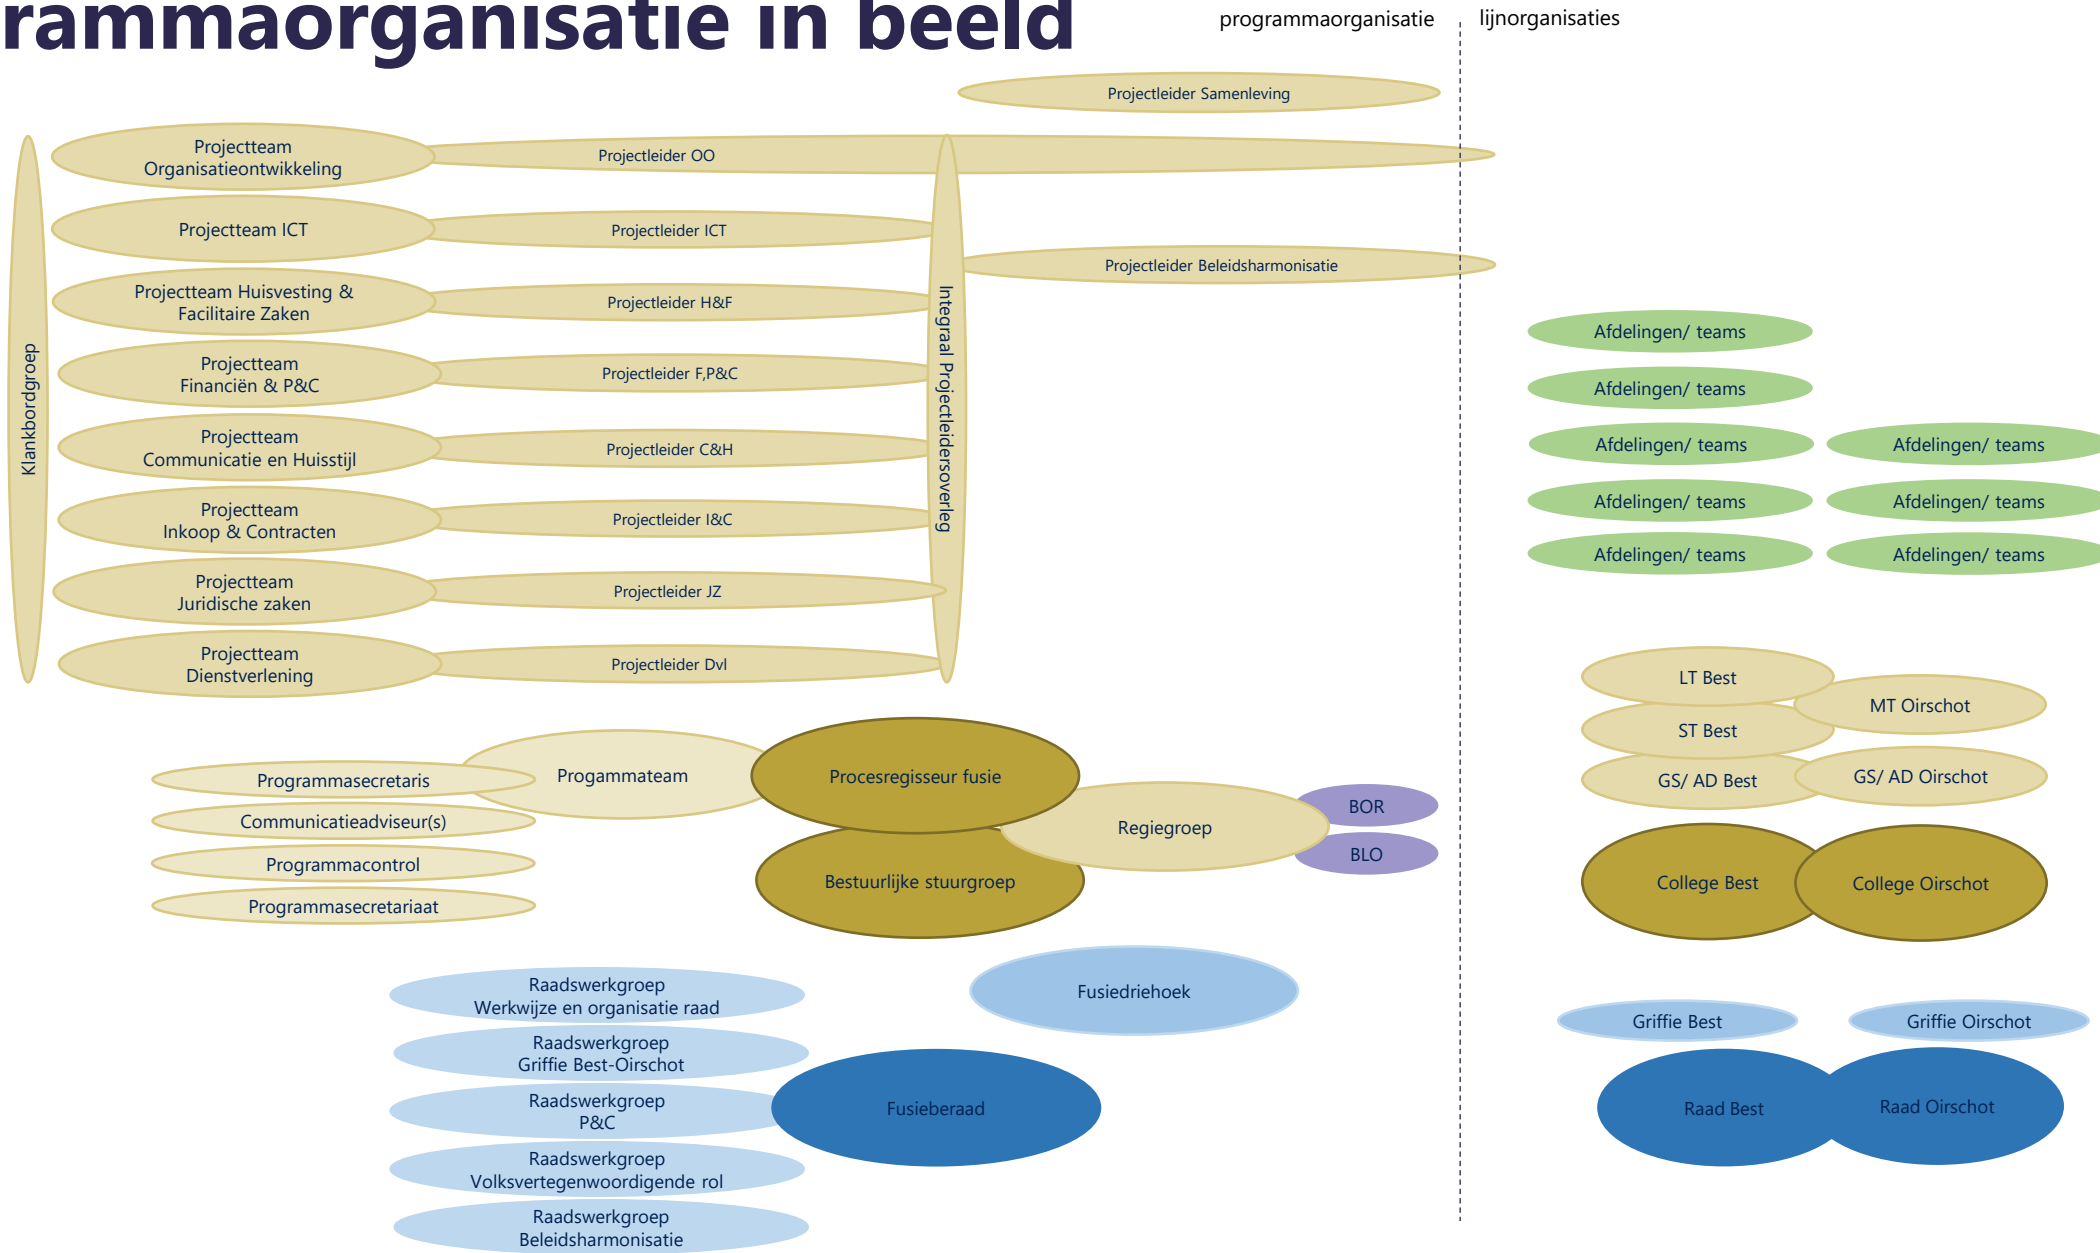 rammaorganisatie in beeld
programmaorganisatie
lijnorganisaties
Projectleider Samenleving
Klankbordgroep
Projectteam
Organisatieontwikkeling
Projectleider OO
Projectteam ICT
Projectleider ICT
Projectleider Beleidsharmonisatie
Projectteam Huisvesting &
Facilitaire Zaken
Projectleider H&F
Projectteam
Financiën & P&C
Projectleider F,P&C
Projectteam
Communicatie en Huisstijl
Projectleider C&H
Projectteam
Inkoop & Contracten
Projectleider I&C
Projectteam
Juridische zaken
Projectleider JZ
Projectteam
Dienstverlening
Projectleider Dvl
Integraal Projectleidersoverleg
Afdelingen/ teams
Afdelingen/ teams
Afdelingen/ teams
Afdelingen/ teams
Afdelingen/ teams
Afdelingen/ teams
Afdelingen/ teams
Afdelingen/ teams
LT Best
MT Oirschot
ST Best
GS/ AD Best
GS/ AD Oirschot
Programmasecretaris
Communicatieadviseur(s)
Programmacontrol
Programmasecretariaat
Progammateam
Procesregisseur fusie
Bestuurlijke stuurgroep
Regiegroep
BOR
BLO
College Best
College Oirschot
Raadswerkgroep
Werkwijze en organisatie raad
Raadswerkgroep
Griffie Best-Oirschot
Raadswerkgroep
P&C
Raadswerkgroep
Volksvertegenwoordigende rol
Raadswerkgroep
Beleidsharmonisatie
Fusiedriehoek
Fusieberaad
Griffie Best
Griffie Oirschot
Raad Best
Raad Oirschot